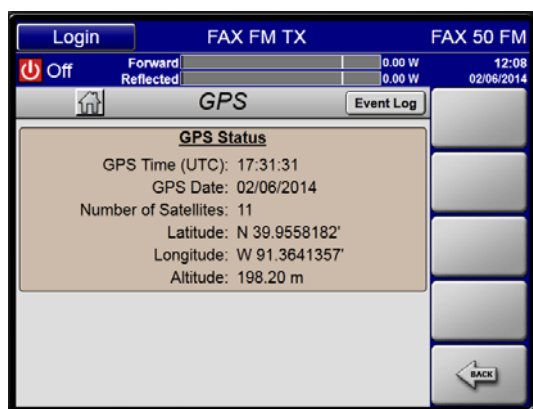 Login FAX FM TX FAX 50 FM
Off Forward 0.00 W 12:08
Reflected 0.00 W 02/06/2014
GPS Event Log
GPS Status
GPS Time (UTC): 17:31:31
GPS Date: 02/06/2014
Number of Satellites: 11
Latitude: N 39.9558182'
Longitude: W 91.3641357'
Altitude: 198.20 m
BACK